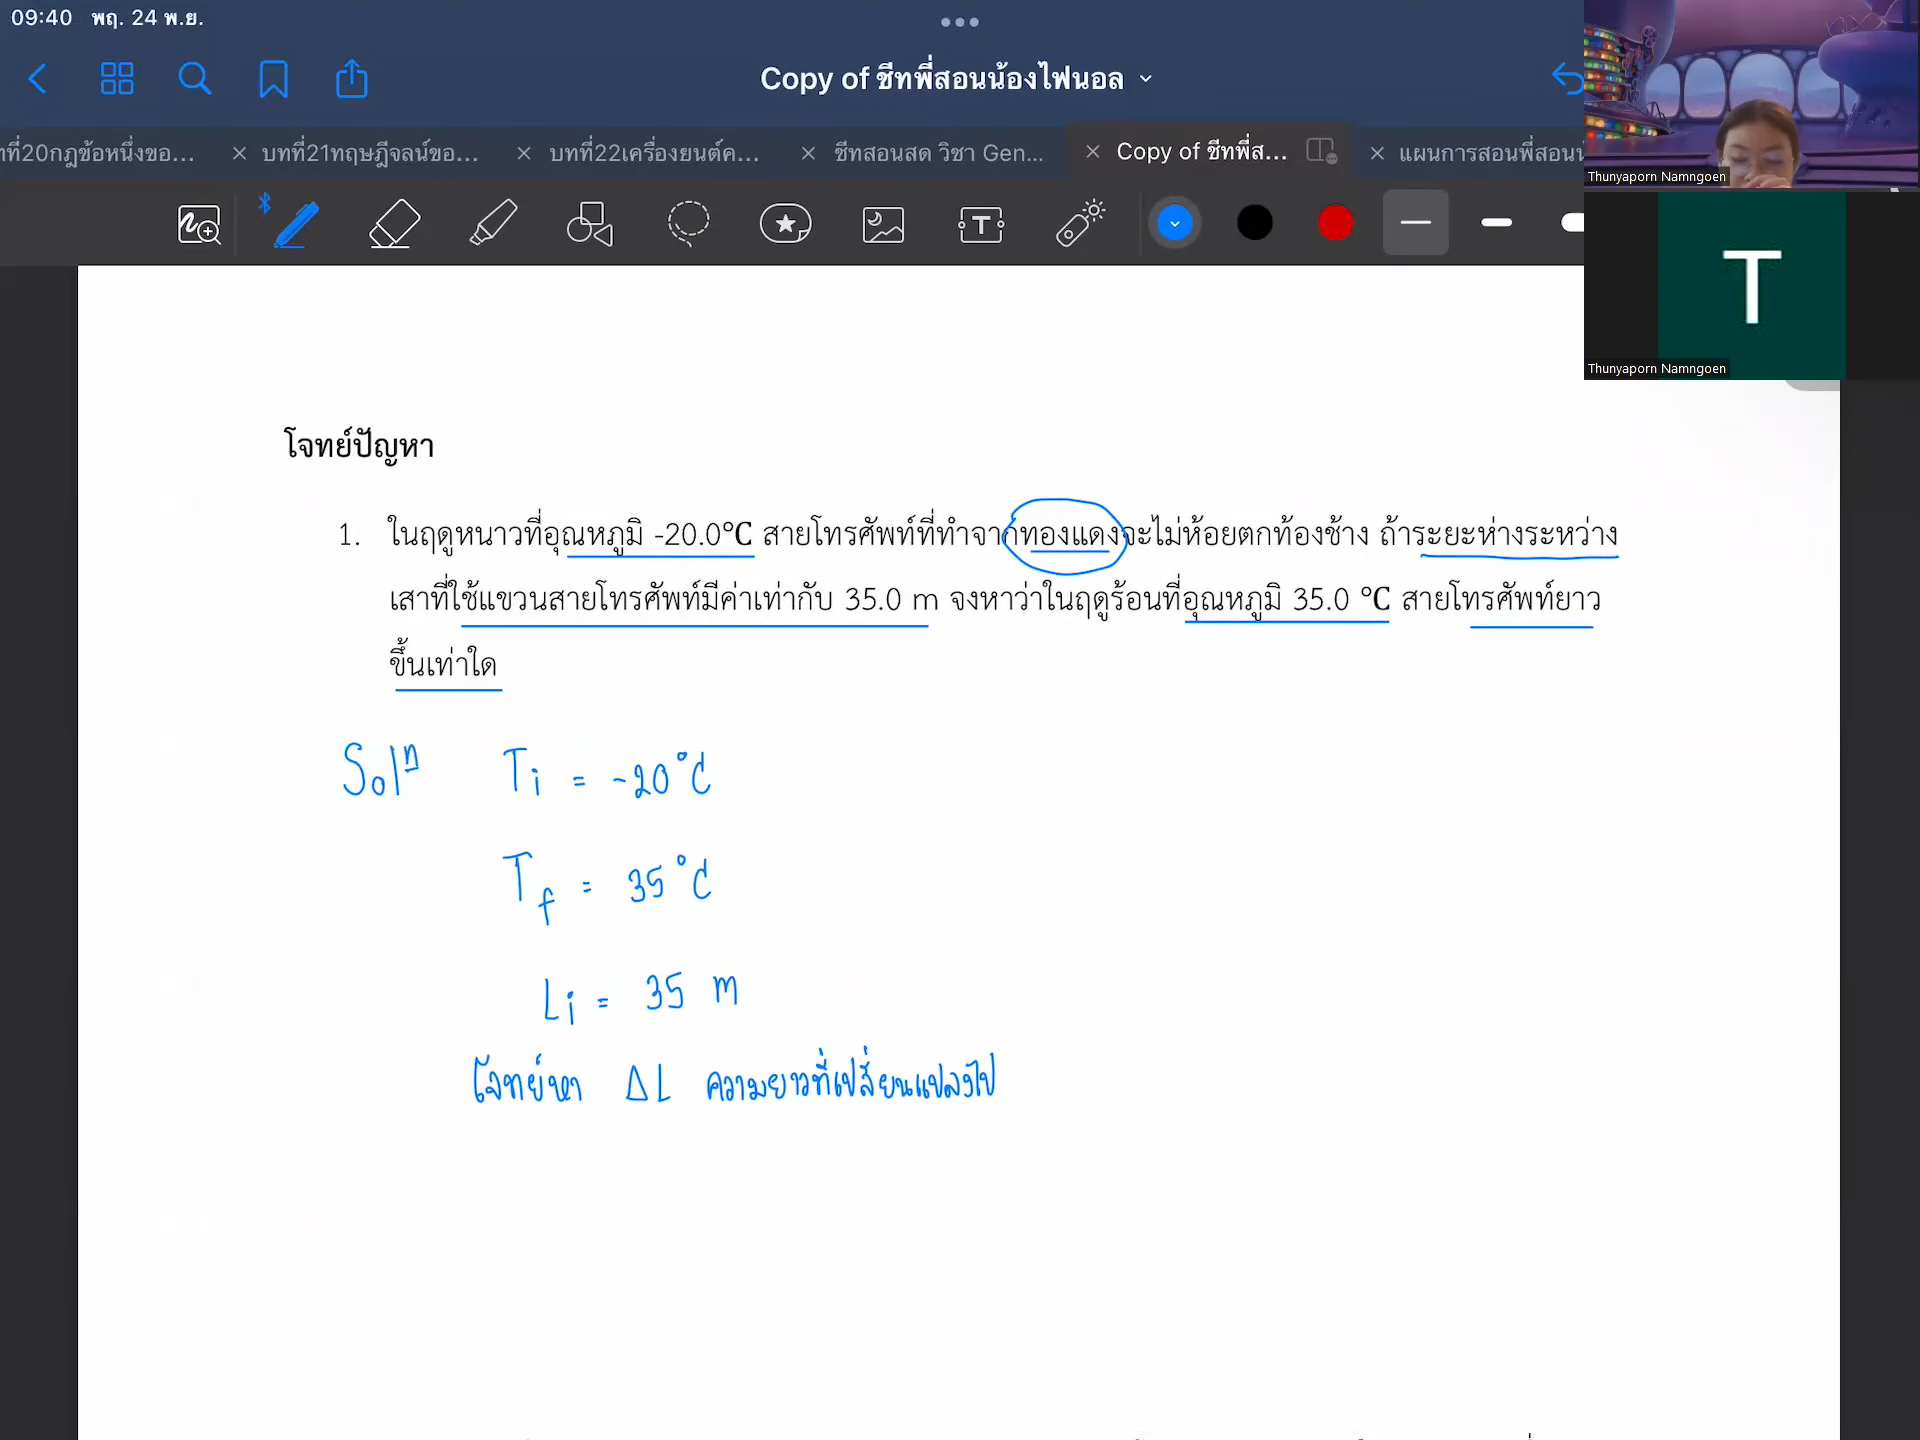 09:40 พฤ. 24 พ.ย.
Copy of ชีทพี่สอนน้องไฟนอล
ที่20กฎข้อหนึ่งขอ... × บทที่21ทฤษฎีจลน์ขอ... × บทที่22เครื่องยนต์ค... × ชีทสอนสด วิชา Gen... × Copy of ชีทพี่ส... × แผนการสอนพี่สอน
Thunyaporn Namngoen
T
Thunyaporn Namngoen
โจทย์ปัญหา
1. ในฤดูหนาวที่อุณหภูมิ -20.0°C สายโทรศัพท์ที่ทำจากทองแดงจะไม่ห้อยตกท้องช้าง ถ้าระยะห่างระหว่าง
เสาที่ใช้แขวนสายโทรศัพท์มีค่าเท่ากับ 35.0 m จงหาว่าในฤดูร้อนที่อุณหภูมิ 35.0 °C สายโทรศัพท์ยาว
ขึ้นเท่าใด
Solⁿ Ti = -20°C
Tf = 35°C
Li = 35 m
โจทย์หา ΔL ความยาวที่เปลี่ยนแปลงไป